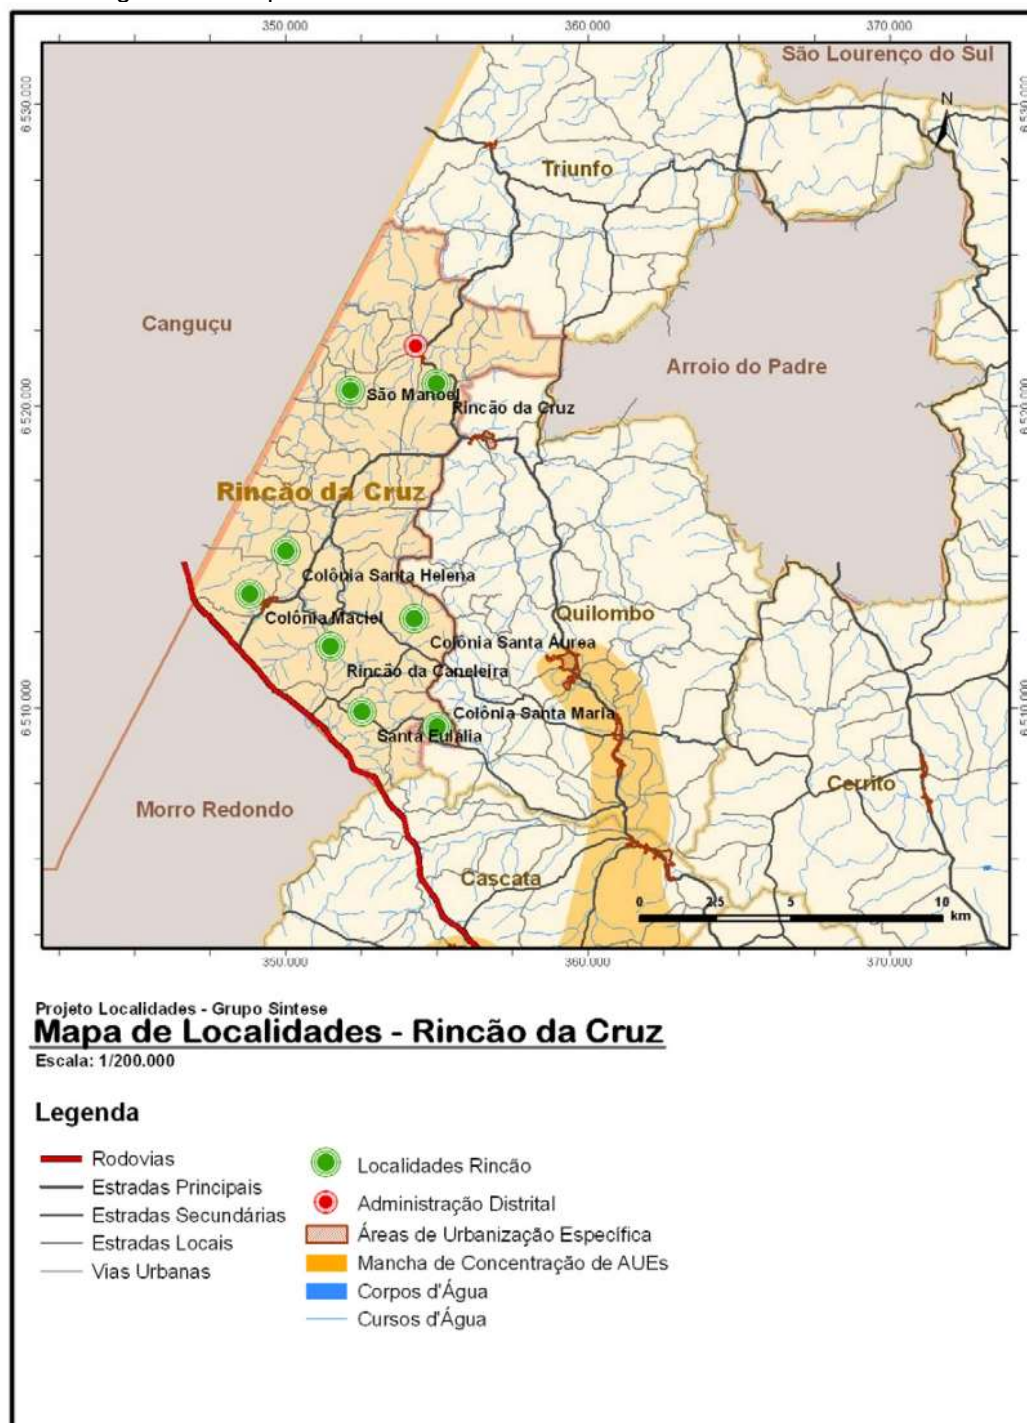 350.000 360.000 370.000
São Lourenço do Sul
6.530.000 6.530.000
N
Triunfo
Canguçu
Arroio do Padre
São Manoel
Rincão da Cruz
6.520.000 6.520.000
Rincão da Cruz
Colônia Santa Helena
Colônia Maciel
Quilombo
Colônia Santa Áurea
Rincão da Caneleira
6.510.000 6.510.000
Colônia Santa Maria
Santa Eulália
Cerrito
Morro Redondo
Cascata
0 2,5 5 10
km
350.000 360.000 370.000
Projeto Localidades - Grupo Síntese
Mapa de Localidades - Rincão da Cruz
Escala: 1/200.000
Legenda
Rodovias
Estradas Principais
Estradas Secundárias
Estradas Locais
Vias Urbanas
Localidades Rincão
Administração Distrital
Áreas de Urbanização Específica
Mancha de Concentração de AUEs
Corpos d'Água
Cursos d'Água